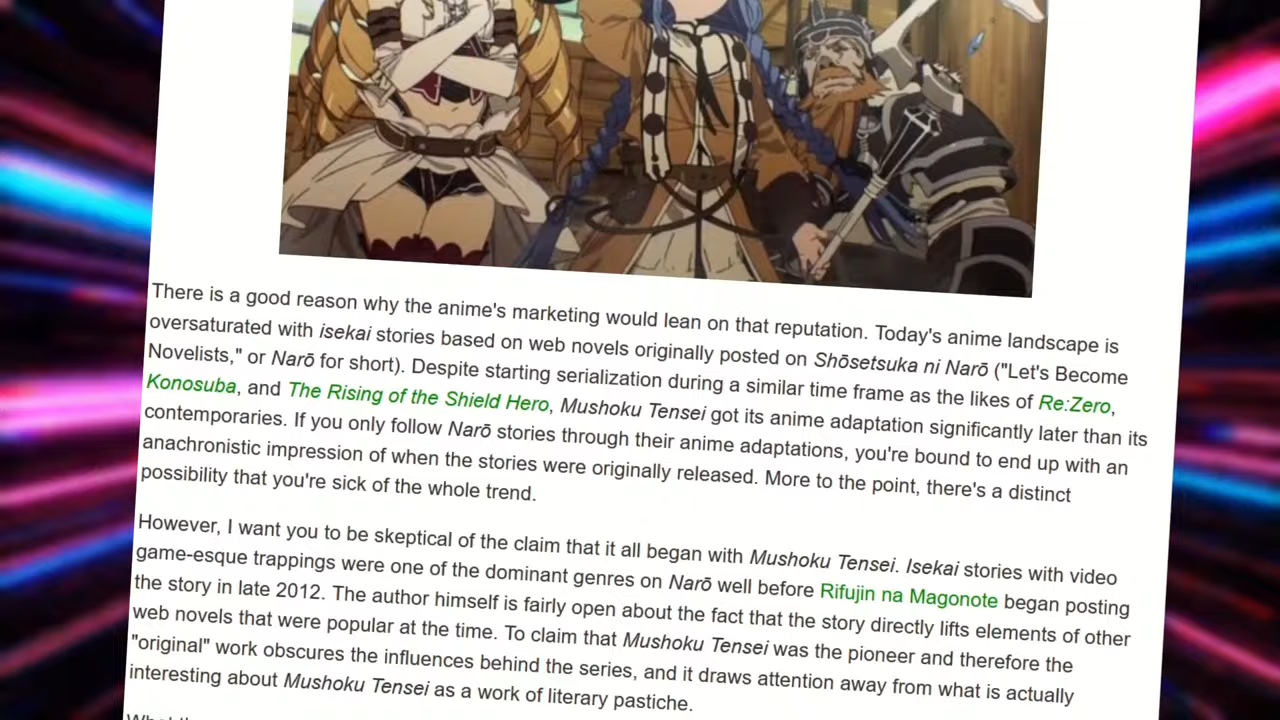 There is a good reason why the anime's marketing would lean on that reputation. Today's anime landscape is
oversaturated with isekai stories based on web novels originally posted on Shōsetsuka ni Narō ("Let's Become
Novelists," or Narō for short). Despite starting serialization during a similar time frame as the likes of Re:Zero,
Konosuba, and The Rising of the Shield Hero, Mushoku Tensei got its anime adaptation significantly later than its
contemporaries. If you only follow Narō stories through their anime adaptations, you're bound to end up with an
anachronistic impression of when the stories were originally released. More to the point, there's a distinct
possibility that you're sick of the whole trend.
However, I want you to be skeptical of the claim that it all began with Mushoku Tensei. Isekai stories with video
game-esque trappings were one of the dominant genres on Narō well before Rifujin na Magonote began posting
the story in late 2012. The author himself is fairly open about the fact that the story directly lifts elements of other
web novels that were popular at the time. To claim that Mushoku Tensei was the pioneer and therefore the
"original" work obscures the influences behind the series, and it draws attention away from what is actually
interesting about Mushoku Tensei as a work of literary pastiche.